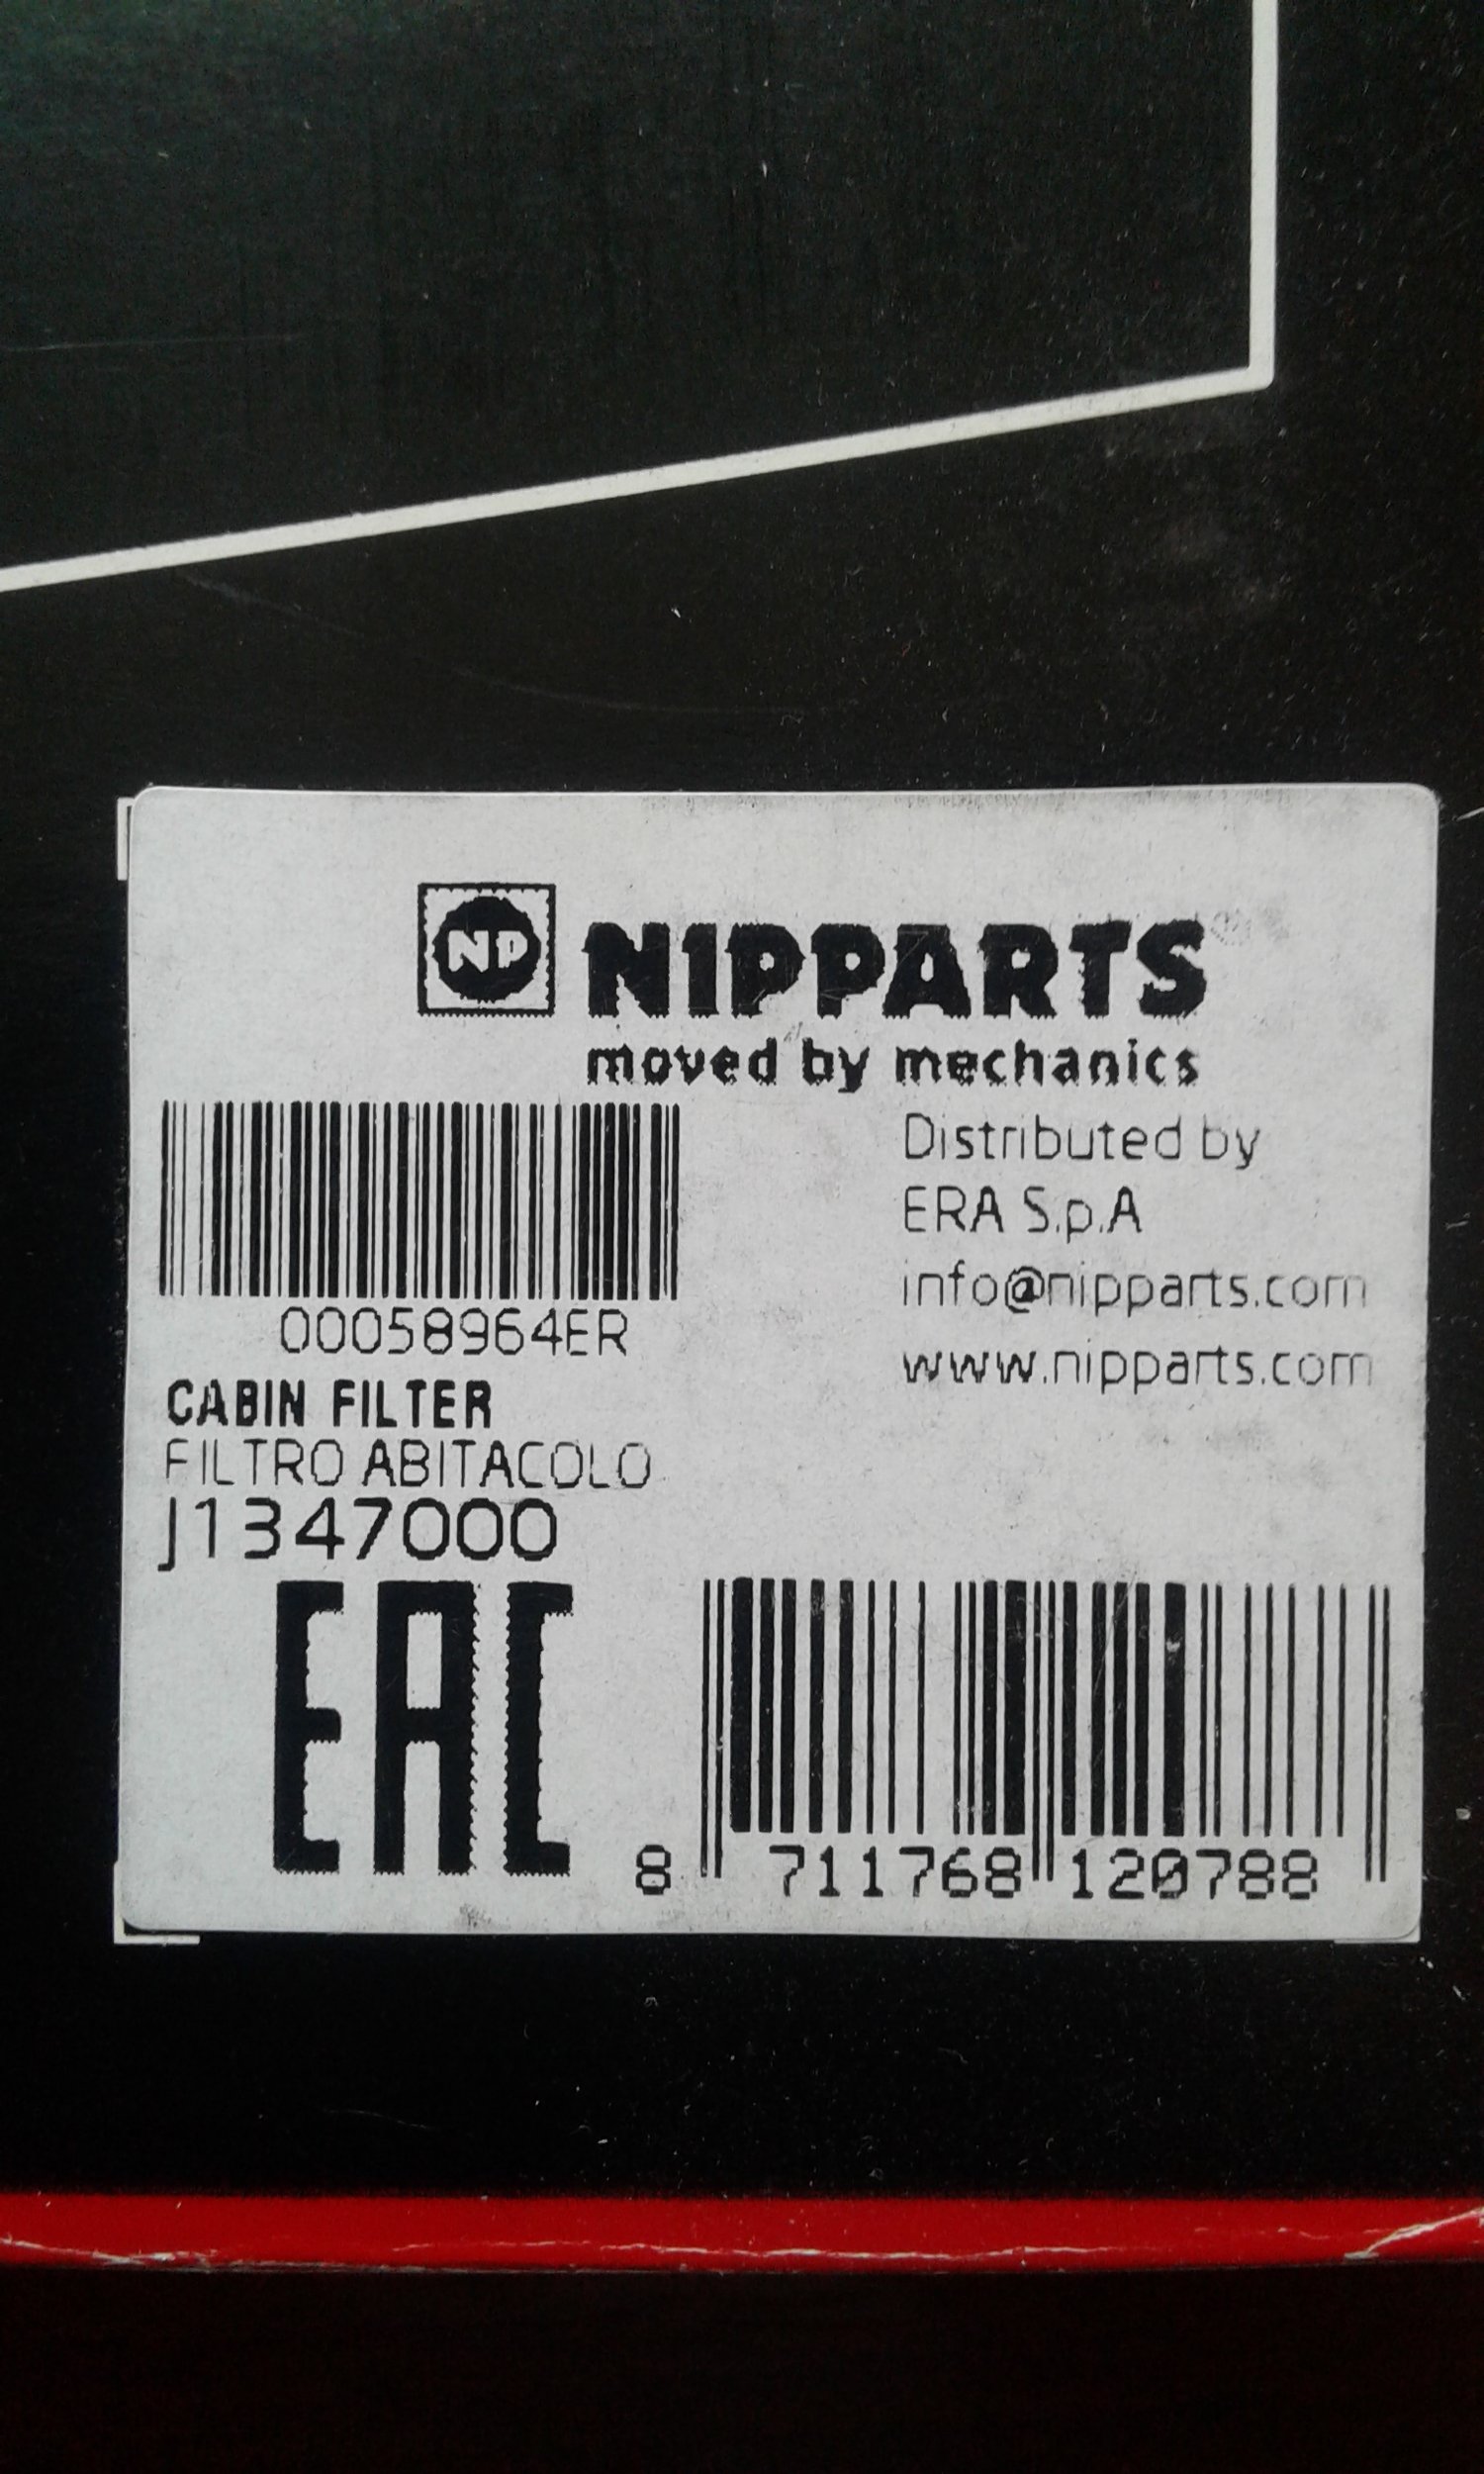 NP NIPPARTS
moved by mechanics
Distributed by
ERA S.p.A
info@nipparts.com
www.nipparts.com
00058964ER
CABIN FILTER
FILTRO ABITACOLO
J1347000
EAC
8 711768 120788